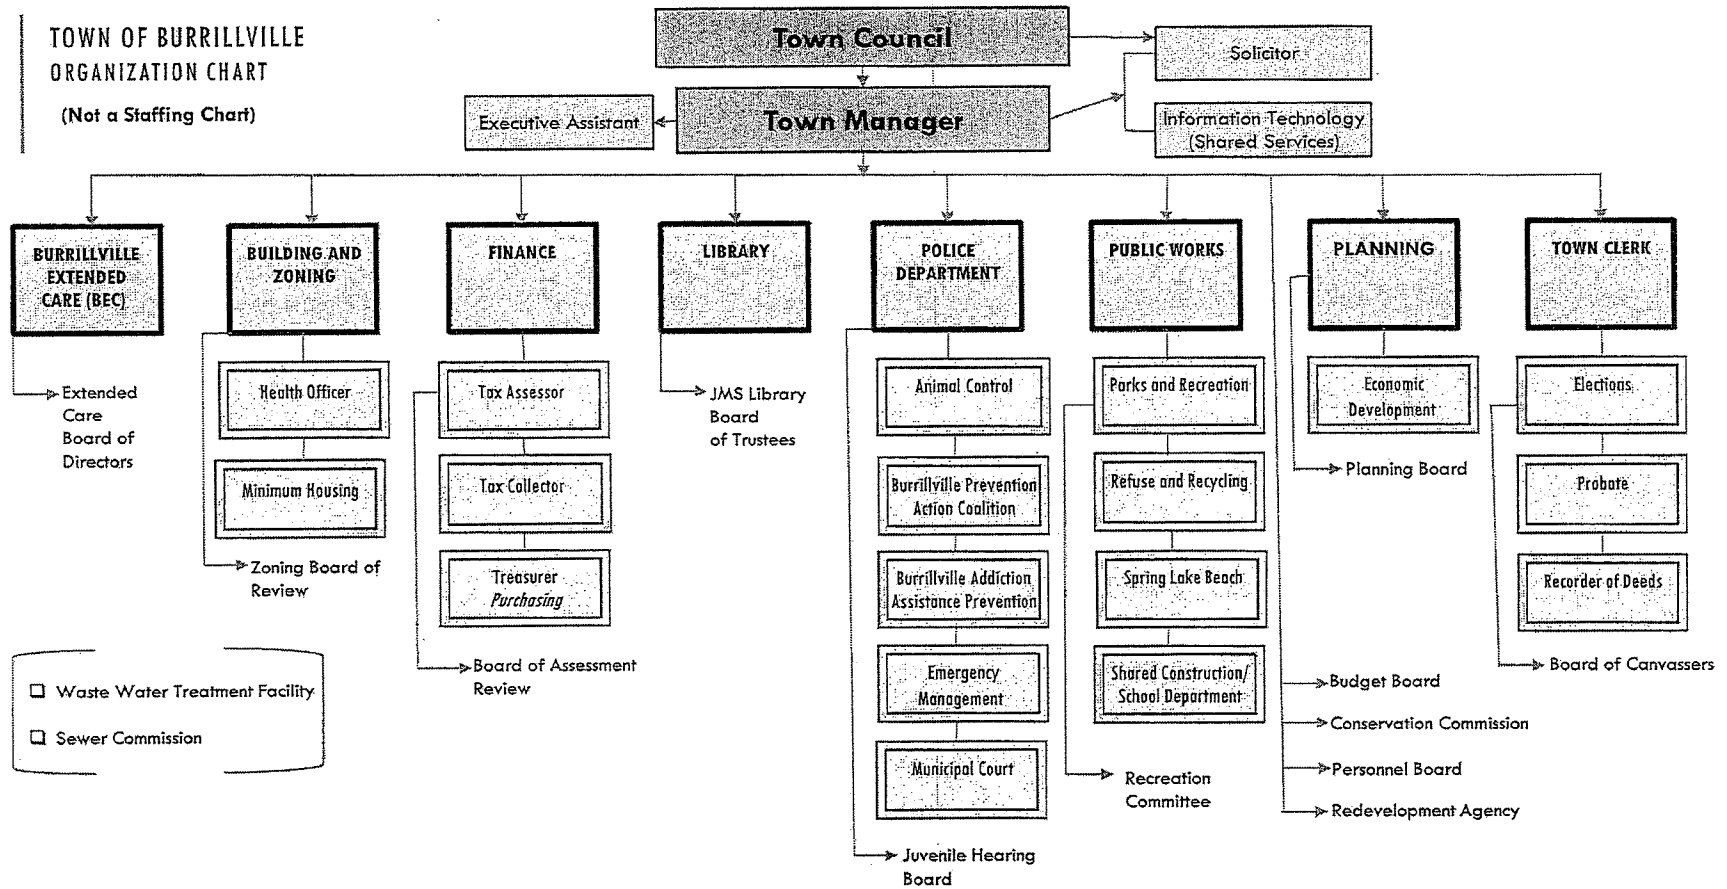 TOWN OF BURRILLVILLE
ORGANIZATION CHART
(Not a Staffing Chart)
Town Council
Solicitor
Executive Assistant
Town Manager
Information Technology
(Shared Services)
BURRILLVILLE
EXTENDED
CARE (BEC)
Extended
Care
Board of
Directors
BUILDING AND
ZONING
Health Officer
Minimum Housing
Zoning Board of
Review
FINANCE
Tax Assessor
Tax Collector
Treasurer
Purchasing
Board of Assessment
Review
LIBRARY
JMS Library
Board
of Trustees
POLICE
DEPARTMENT
Animal Control
Burrillville Prevention
Action Coalition
Burrillville Addiction
Assistance Prevention
Emergency
Management
Municipal Court
Juvenile Hearing
Board
PUBLIC WORKS
Parks and Recreation
Refuse and Recycling
Spring Lake Beach
Shared Construction/
School Department
Recreation
Committee
PLANNING
Economic
Development
Planning Board
Budget Board
Conservation Commission
Personnel Board
Redevelopment Agency
TOWN CLERK
Elections
Probate
Recorder of Deeds
Board of Canvassers
Waste Water Treatment Facility
Sewer Commission